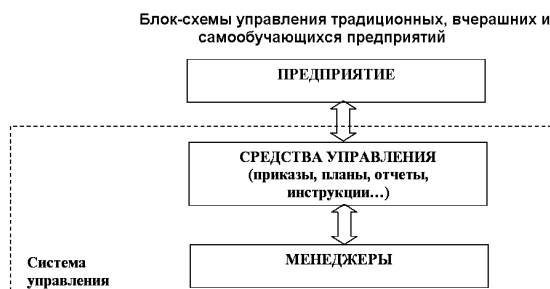 Блок-схемы управления традиционных, вчерашних и
самообучающихся предприятий
ПРЕДПРИЯТИЕ
СРЕДСТВА УПРАВЛЕНИЯ
(приказы, планы, отчеты,
инструкции…)
МЕНЕДЖЕРЫ
Система
управления